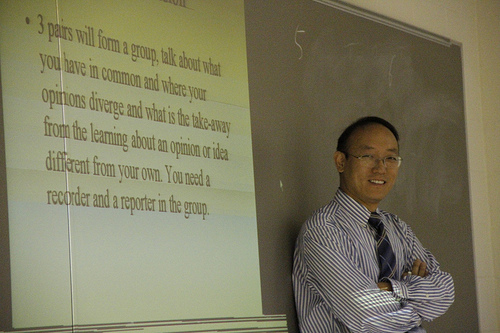 • 3 pairs will form a group, talk about what
you have in common and where your
opinions diverge and what is the take-away
from the learning about an opinion or idea
different from your own. You need a
recorder and a reporter in the group.